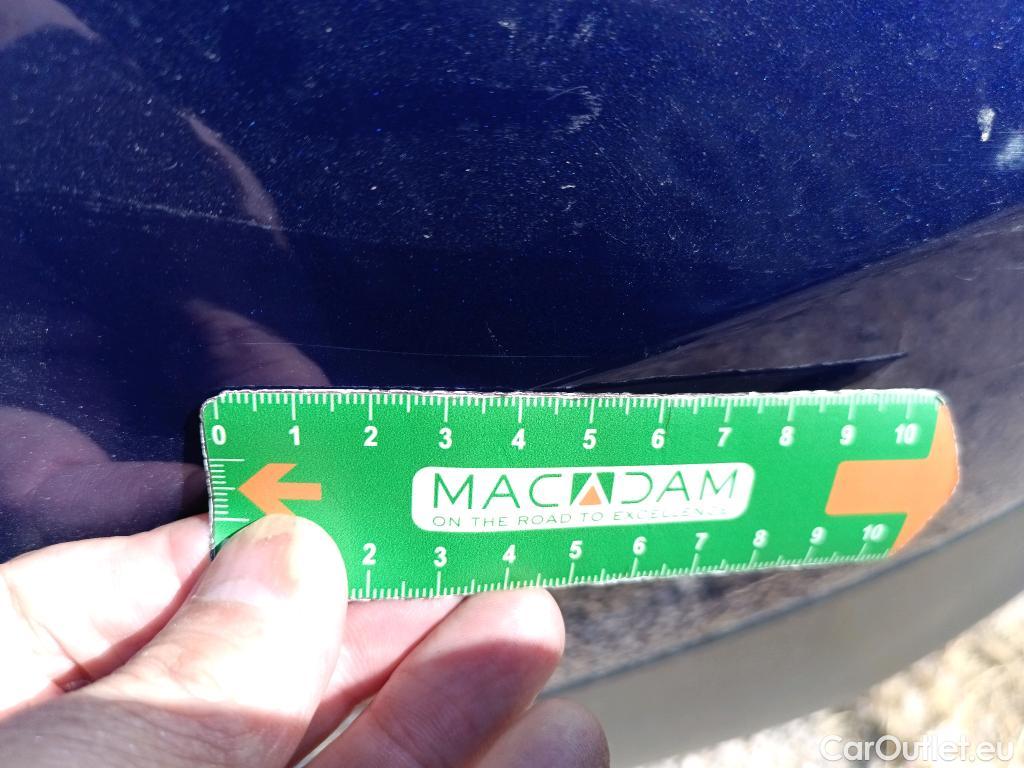 0 1 2 3 4 5 6 7 8 9 10
MACADAM
ON THE ROAD TO EXCELLENCE
2 3 4 5 6 7 8 9 10
CarOutlet.eu